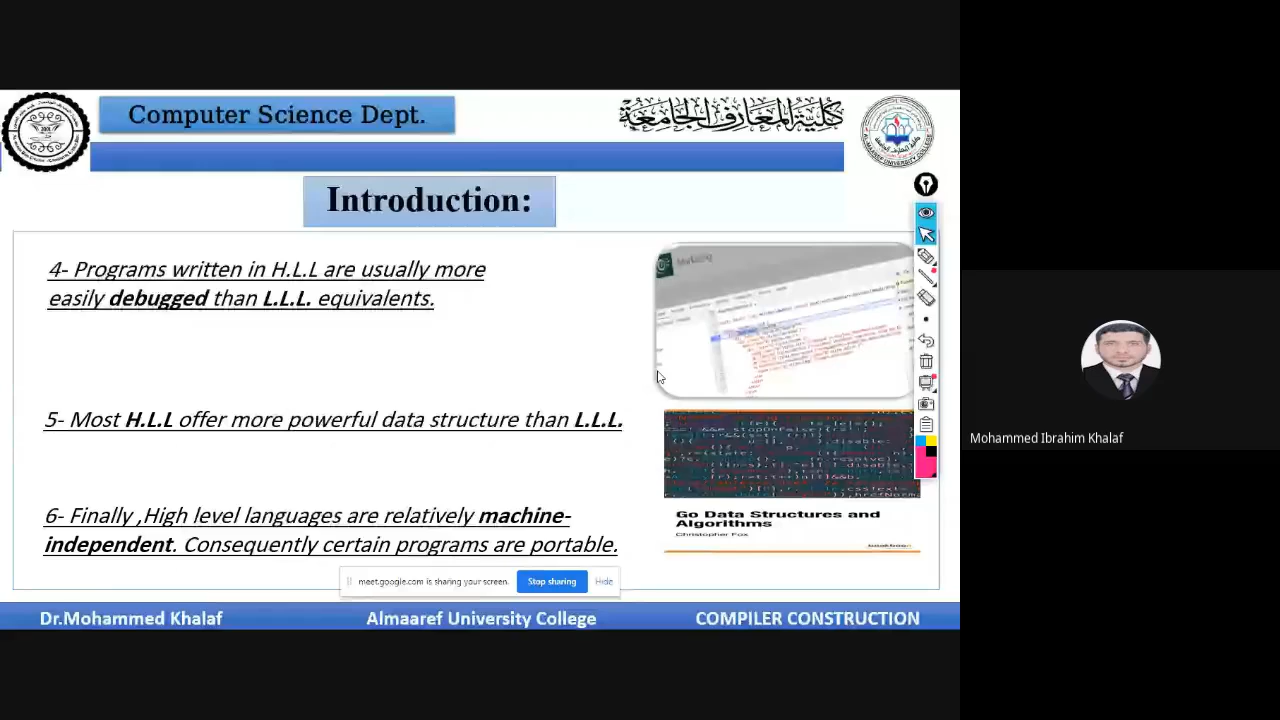 Computer Science Dept.
كلية المعارف الجامعة
Introduction:
4- Programs written in H.L.L are usually more
easily debugged than L.L.L. equivalents.
5- Most H.L.L offer more powerful data structure than L.L.L.
6- Finally ,High level languages are relatively machine-
independent. Consequently certain programs are portable.
Go Data Structures and
Algorithms
Christopher Fox
meet.google.com is sharing your screen.
Stop sharing
Hide
Dr.Mohammed Khalaf
Almaaref University College
COMPILER CONSTRUCTION
Mohammed Ibrahim Khalaf